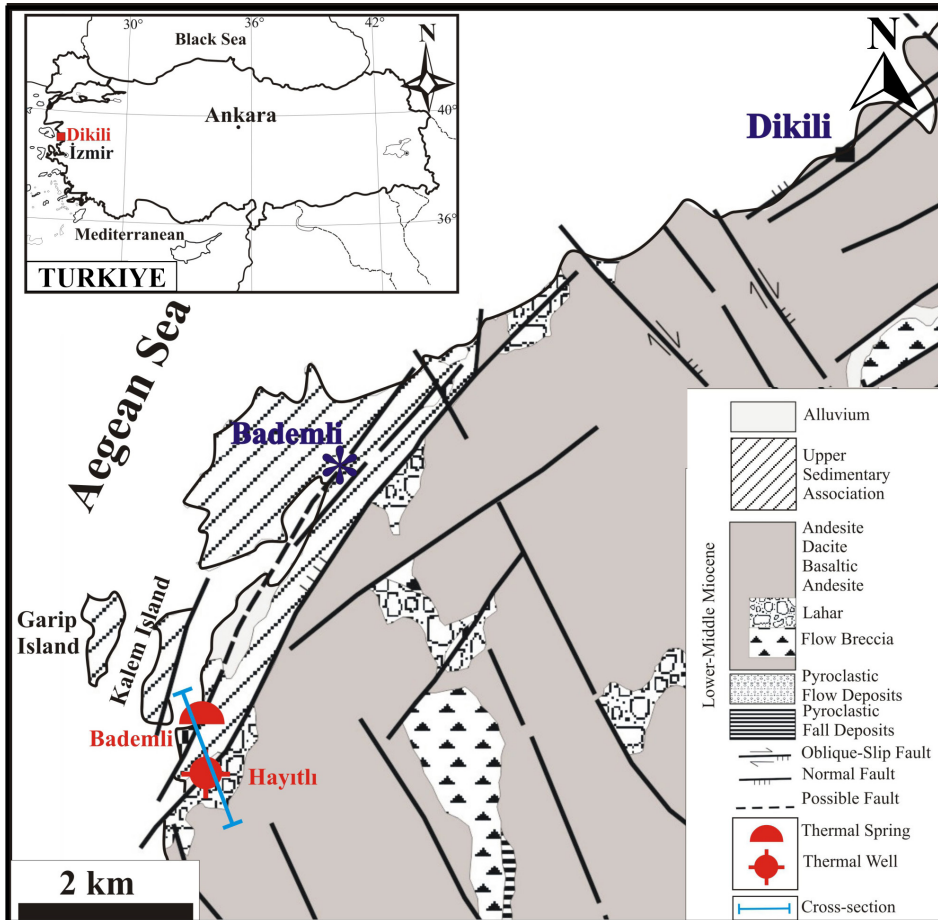 30°
36°
42°
Black Sea
N
40°
Ankara
Dikili
İzmir
36°
Mediterranean
TURKIYE
N
Dikili
Aegean Sea
Bademli
Garip
Island
Kalem Island
Bademli
Hayıtlı
2 km
Alluvium
Upper
Sedimentary
Association
Lower-Middle Miocene
Andesite
Dacite
Basaltic
Andesite
Lahar
Flow Breccia
Pyroclastic
Flow Deposits
Pyroclastic
Fall Deposits
Oblique-Slip Fault
Normal Fault
Possible Fault
Thermal Spring
Thermal Well
Cross-section